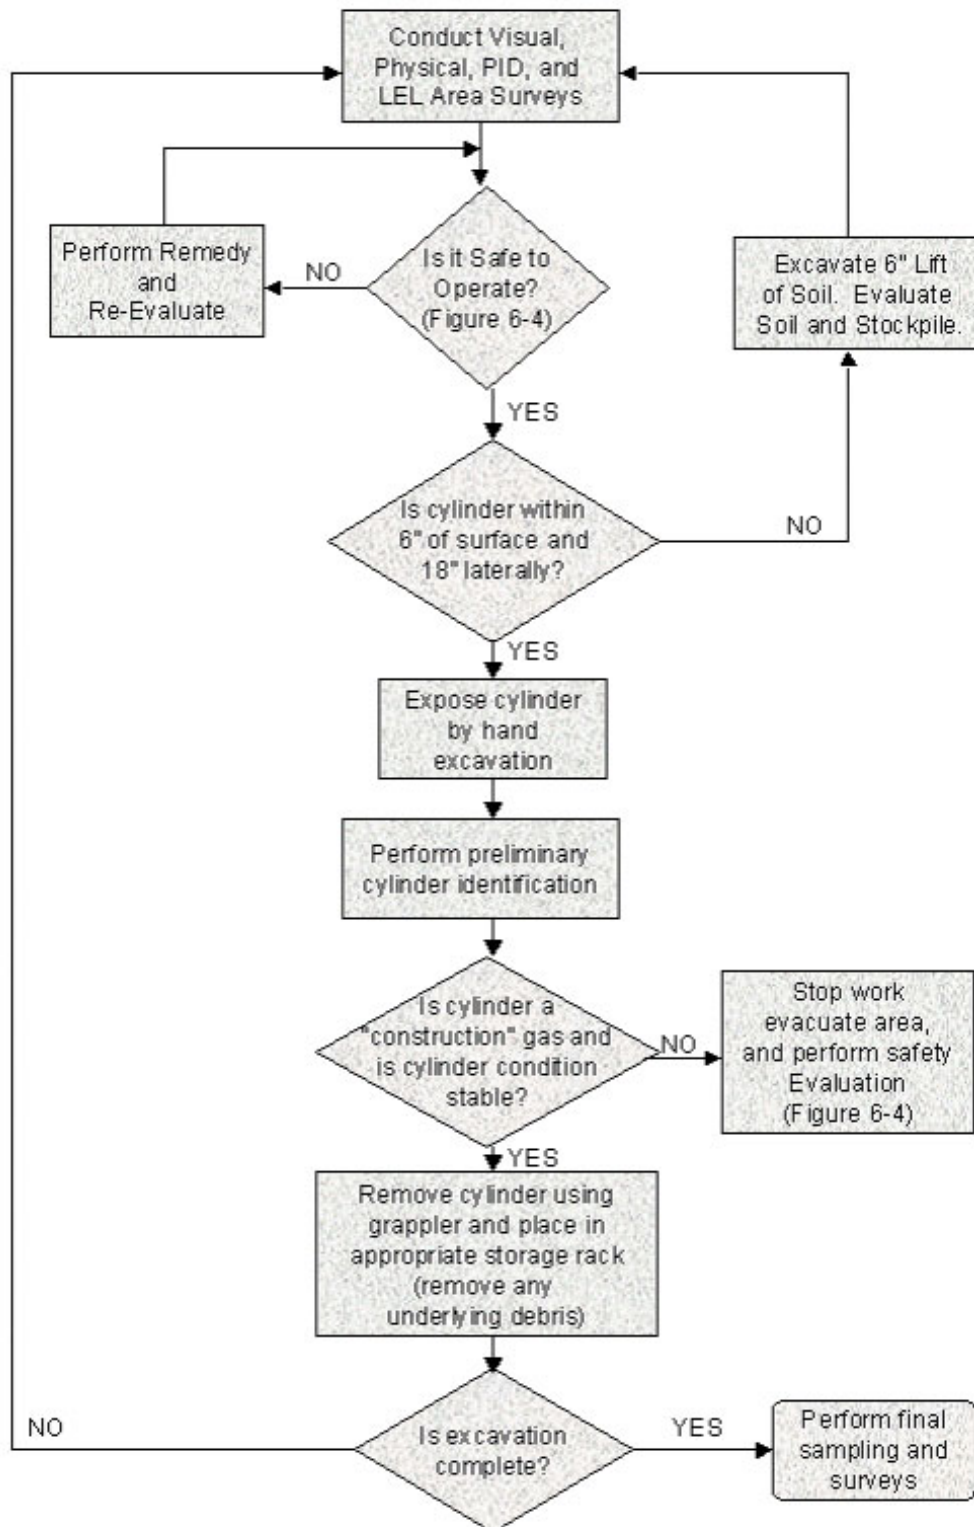 Conduct Visual,
Physical, PID, and
LEL Area Surveys
Perform Remedy
and
Re-Evaluate
NO
Is it Safe to
Operate?
(Figure 6-4)
Excavate 6" Lift
of Soil. Evaluate
Soil and Stockpile.
YES
Is cylinder within
6" of surface and
18" laterally?
NO
YES
Expose cylinder
by hand
excavation
Perform preliminary
cylinder identification
Is cylinder a
"construction" gas and
is cylinder condition
stable?
NO
Stop work
evacuate area,
and perform safety
Evaluation
(Figure 6-4)
YES
Remove cylinder using
grappler and place in
appropriate storage rack
(remove any
underlying debris)
NO
Is excavation
complete?
YES
Perform final
sampling and
surveys